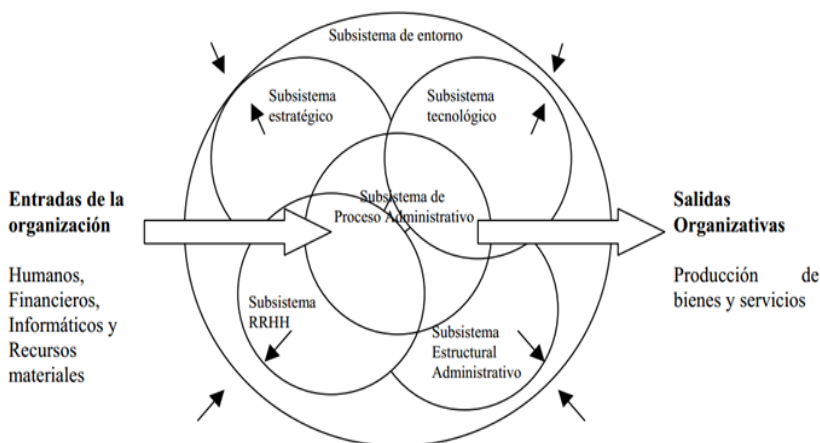 Subsistema de entorno
Subsistema
estratégico
Subsistema
tecnológico
Entradas de la
organización
Humanos,
Financieros,
Informáticos y
Recursos
materiales
Subsistema de
Proceso Administrativo
Subsistema
RRHH
Subsistema
Estructural
Administrativo
Salidas
Organizativas
Producción de
bienes y servicios